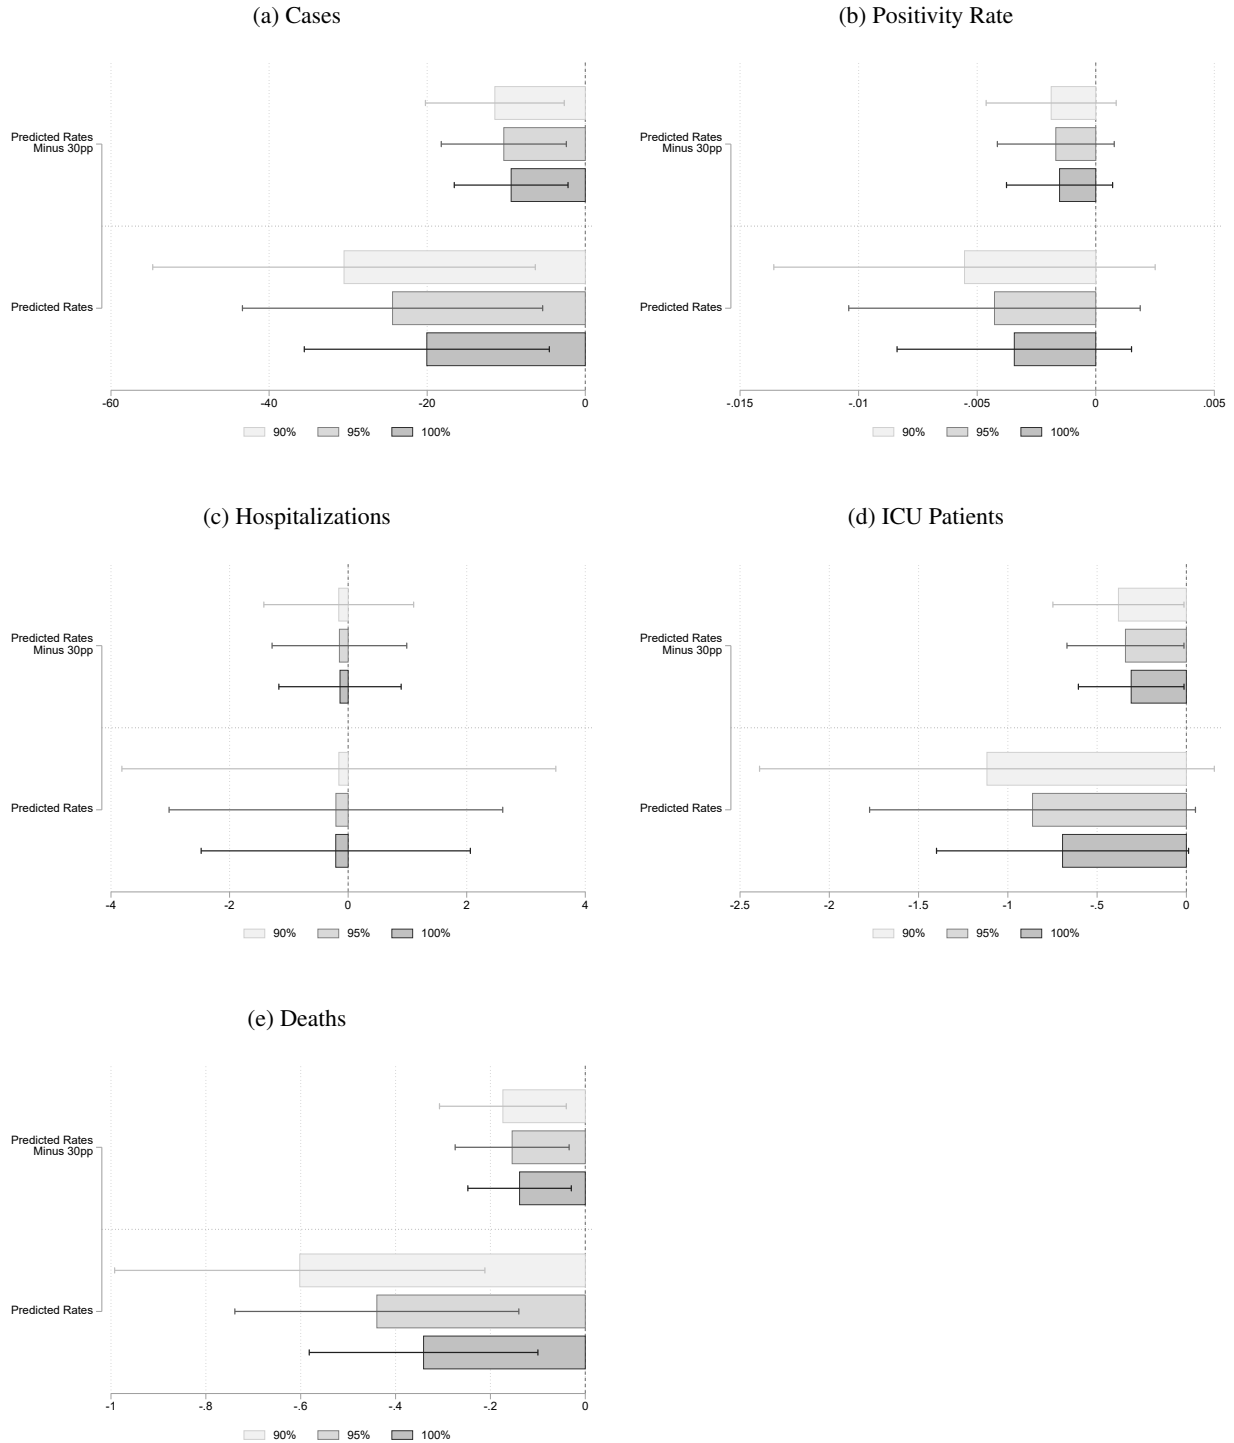 (a) Cases
Predicted Rates
Minus 30pp
Predicted Rates
-60 -40 -20 0
90% 95% 100%
(b) Positivity Rate
Predicted Rates
Minus 30pp
Predicted Rates
-.015 -.01 -.005 0 .005
90% 95% 100%
(c) Hospitalizations
Predicted Rates
Minus 30pp
Predicted Rates
-4 -2 0 2 4
90% 95% 100%
(d) ICU Patients
Predicted Rates
Minus 30pp
Predicted Rates
-2.5 -2 -1.5 -1 -.5 0
90% 95% 100%
(e) Deaths
Predicted Rates
Minus 30pp
Predicted Rates
-1 -.8 -.6 -.4 -.2 0
90% 95% 100%